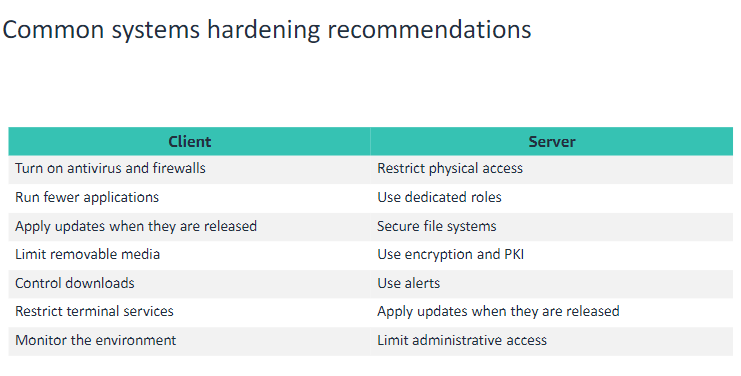 Common systems hardening recommendations
Client Server
Turn on antivirus and firewalls Restrict physical access
Run fewer applications Use dedicated roles
Apply updates when they are released Secure file systems
Limit removable media Use encryption and PKI
Control downloads Use alerts
Restrict terminal services Apply updates when they are released
Monitor the environment Limit administrative access